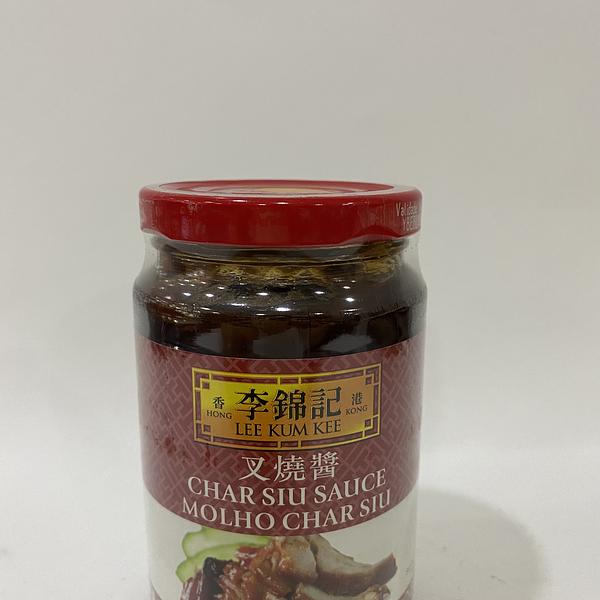 Validade
香 李錦記 港
HONG LEE KUM KEE KONG
叉燒醬
CHAR SIU SAUCE
MOLHO CHAR SIU